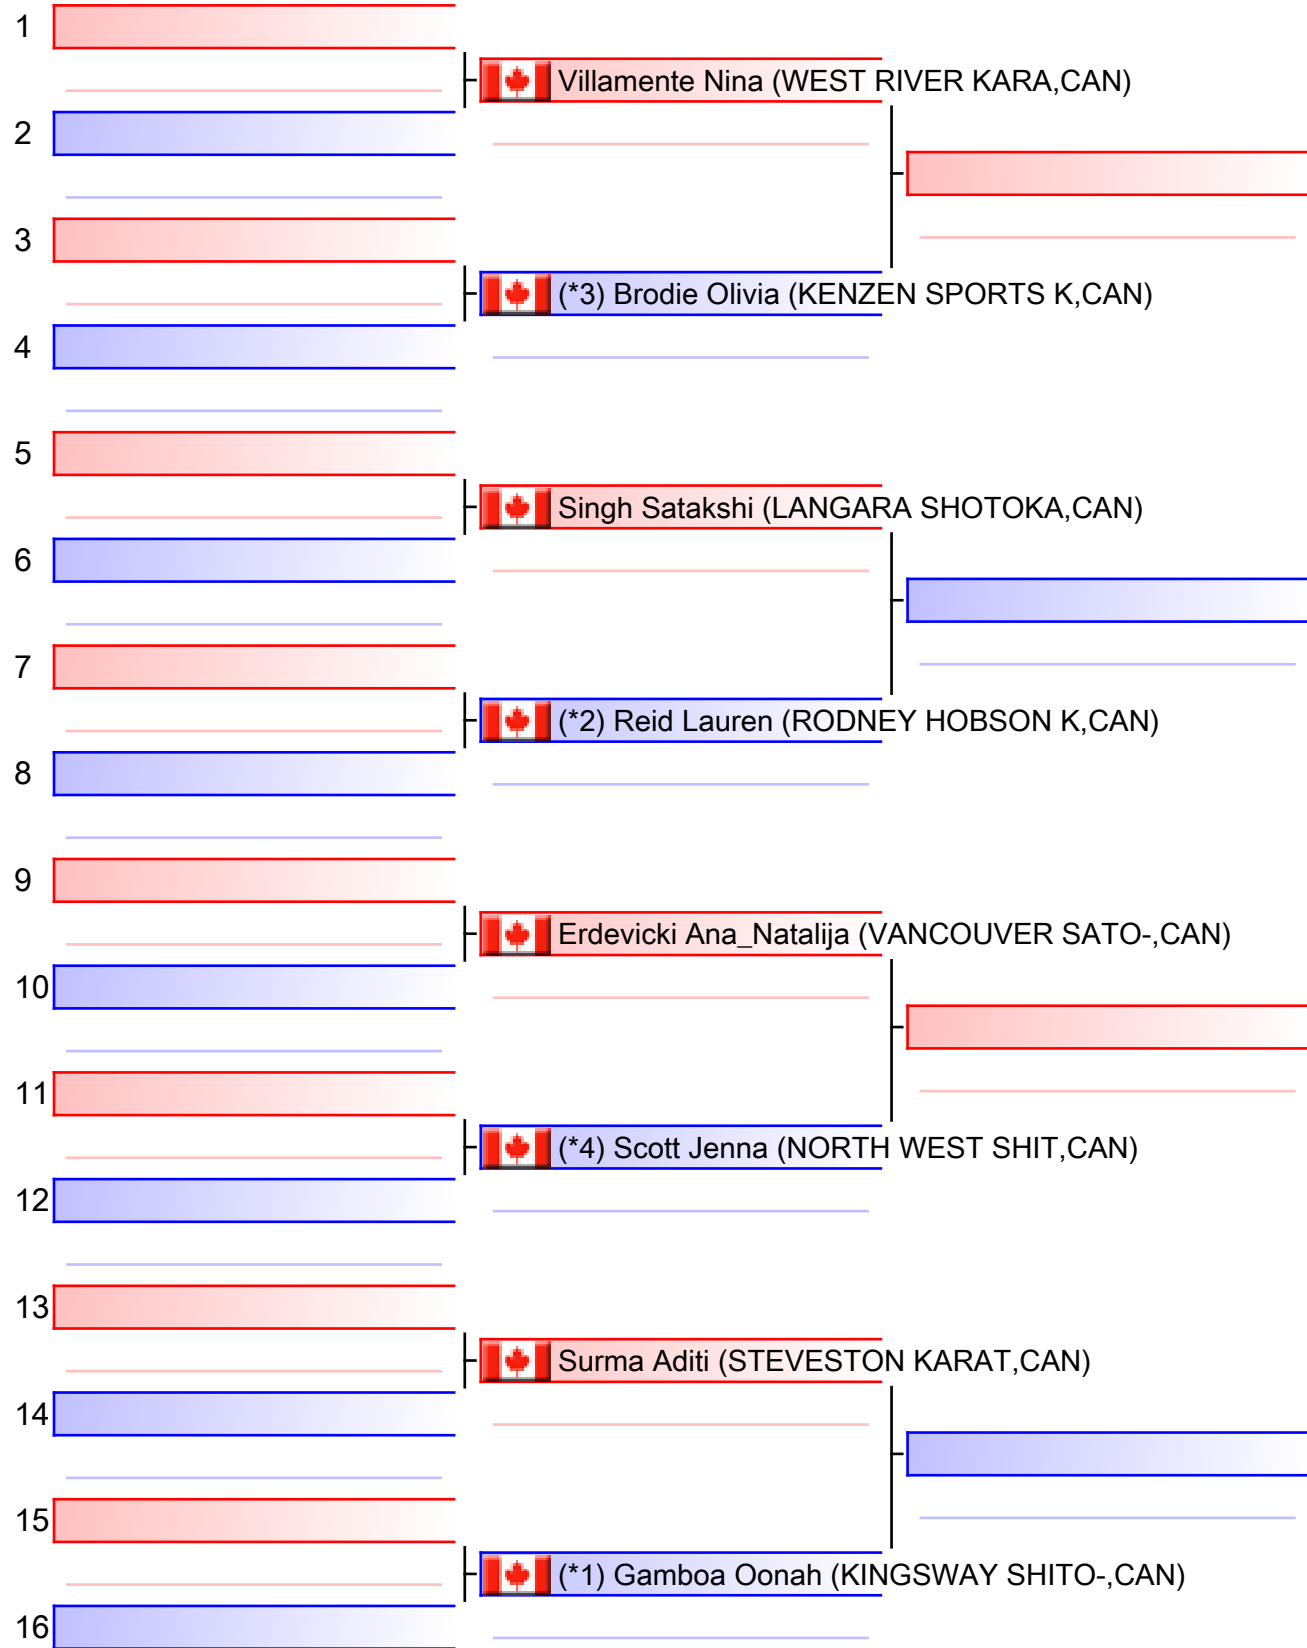 1
Villamente Nina (WEST RIVER KARA,CAN)
2
3
(*3) Brodie Olivia (KENZEN SPORTS K,CAN)
4
5
Singh Satakshi (LANGARA SHOTOKA,CAN)
6
7
(*2) Reid Lauren (RODNEY HOBSON K,CAN)
8
9
Erdevicki Ana_Natalija (VANCOUVER SATO-,CAN)
10
11
(*4) Scott Jenna (NORTH WEST SHIT,CAN)
12
13
Surma Aditi (STEVESTON KARAT,CAN)
14
15
(*1) Gamboa Oonah (KINGSWAY SHITO-,CAN)
16